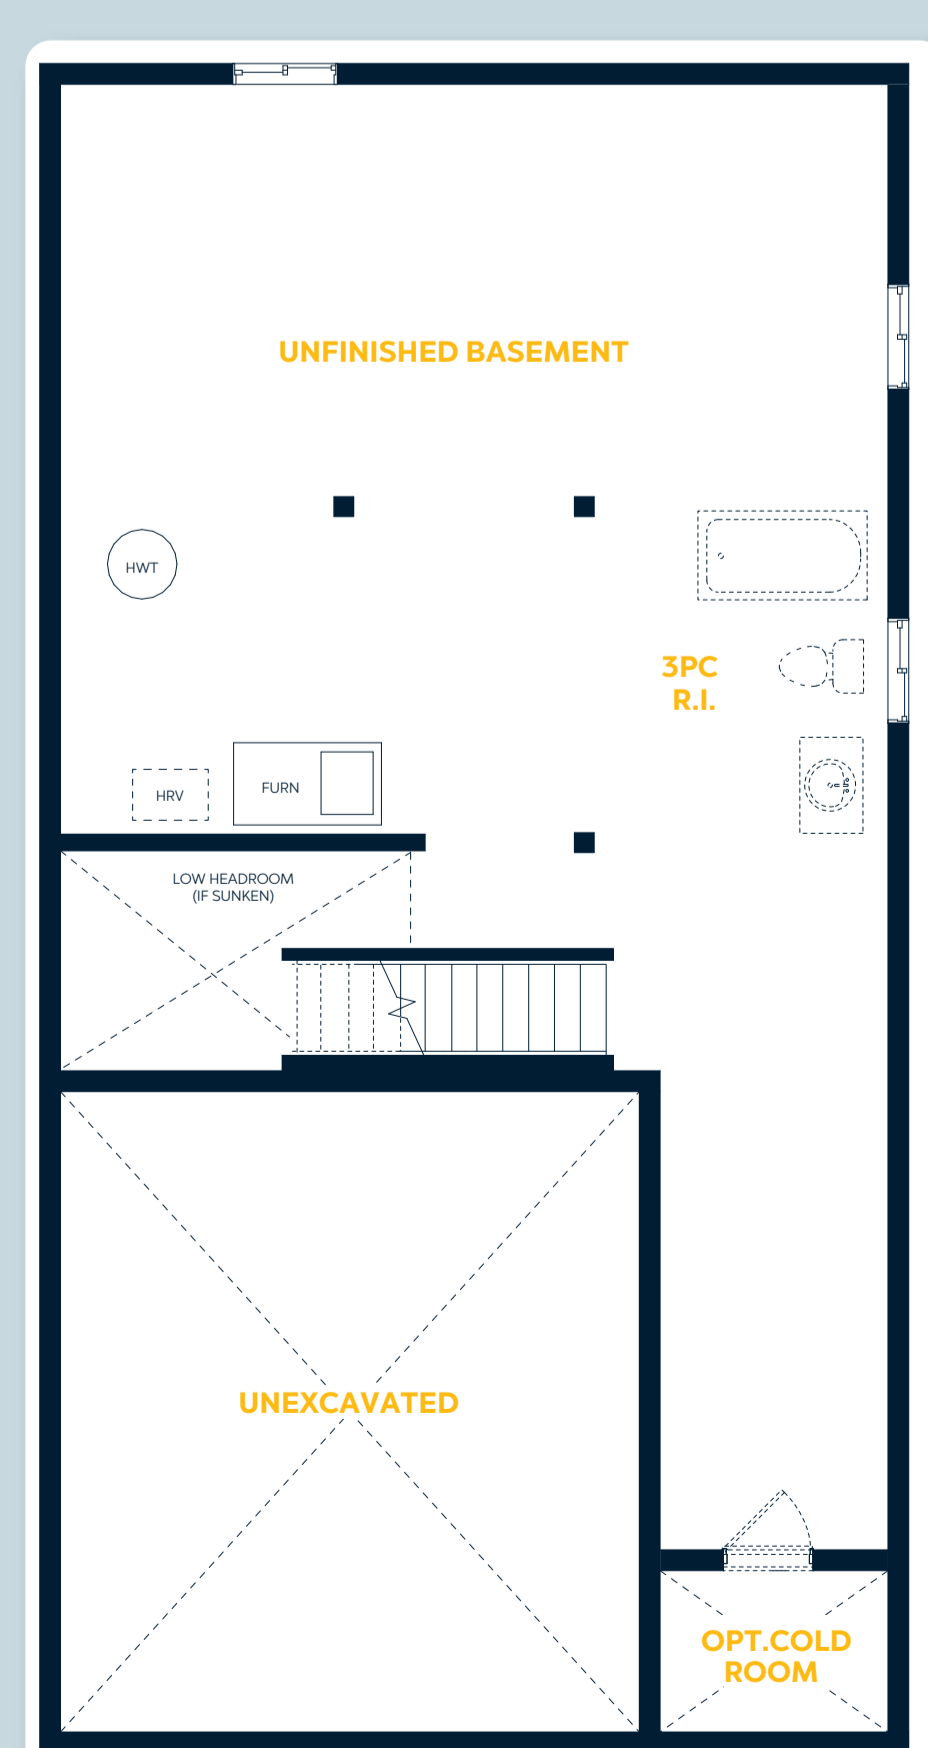 UNFINISHED BASEMENT
HWT
3PC
R.I.
HRV
FURN
LOW HEADROOM
(IF SUNKEN)
UNEXCAVATED
OPT.COLD
ROOM